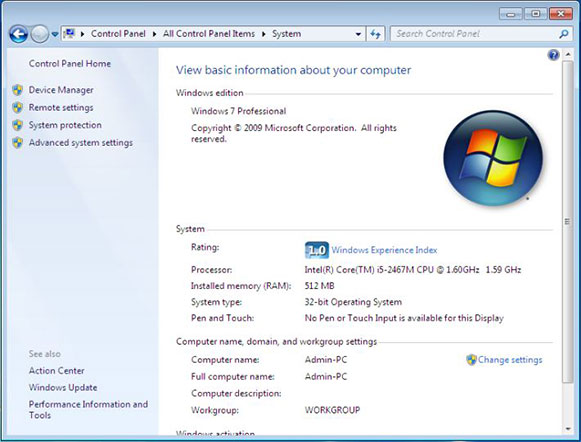 Control Panel All Control Panel Items System
Search Control Panel
Control Panel Home
Device Manager
Remote settings
System protection
Advanced system settings
See also
Action Center
Windows Update
Performance Information and
Tools
View basic information about your computer
Windows edition
Windows 7 Professional
Copyright © 2009 Microsoft Corporation. All rights
reserved.
System
Rating: 1.0 Windows Experience Index
Processor: Intel(R) Core(TM) i5-2467M CPU @ 1.60GHz 1.59 GHz
Installed memory (RAM): 512 MB
System type: 32-bit Operating System
Pen and Touch: No Pen or Touch Input is available for this Display
Computer name, domain, and workgroup settings
Computer name: Admin-PC Change settings
Full computer name: Admin-PC
Computer description:
Workgroup: WORKGROUP
Windows activation